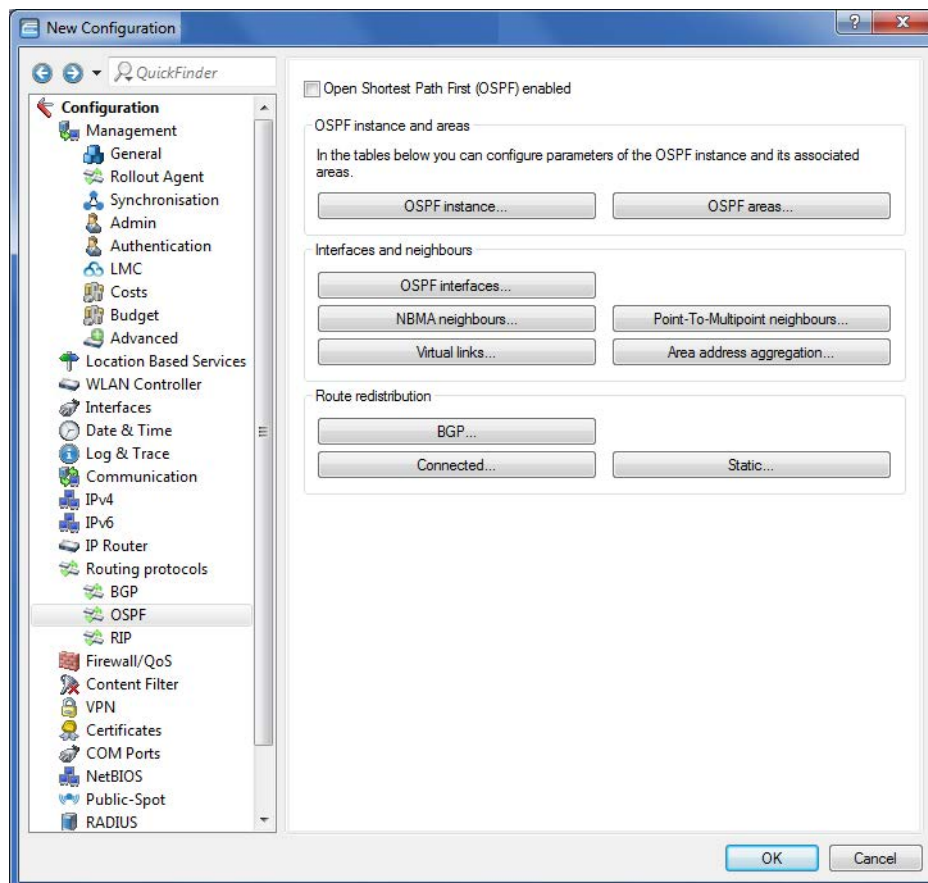 New Configuration
?
QuickFinder
Configuration
Management
General
Rollout Agent
Synchronisation
Admin
Authentication
LMC
Costs
Budget
Advanced
Location Based Services
WLAN Controller
Interfaces
Date & Time
Log & Trace
Communication
IPv4
IPv6
IP Router
Routing protocols
BGP
OSPF
RIP
Firewall/QoS
Content Filter
VPN
Certificates
COM Ports
NetBIOS
Public-Spot
RADIUS
Open Shortest Path First (OSPF) enabled
OSPF instance and areas
In the tables below you can configure parameters of the OSPF instance and its associated
areas.
OSPF instance... OSPF areas...
Interfaces and neighbours
OSPF interfaces...
NBMA neighbours... Point-To-Multipoint neighbours...
Virtual links... Area address aggregation...
Route redistribution
BGP...
Connected... Static...
OK Cancel